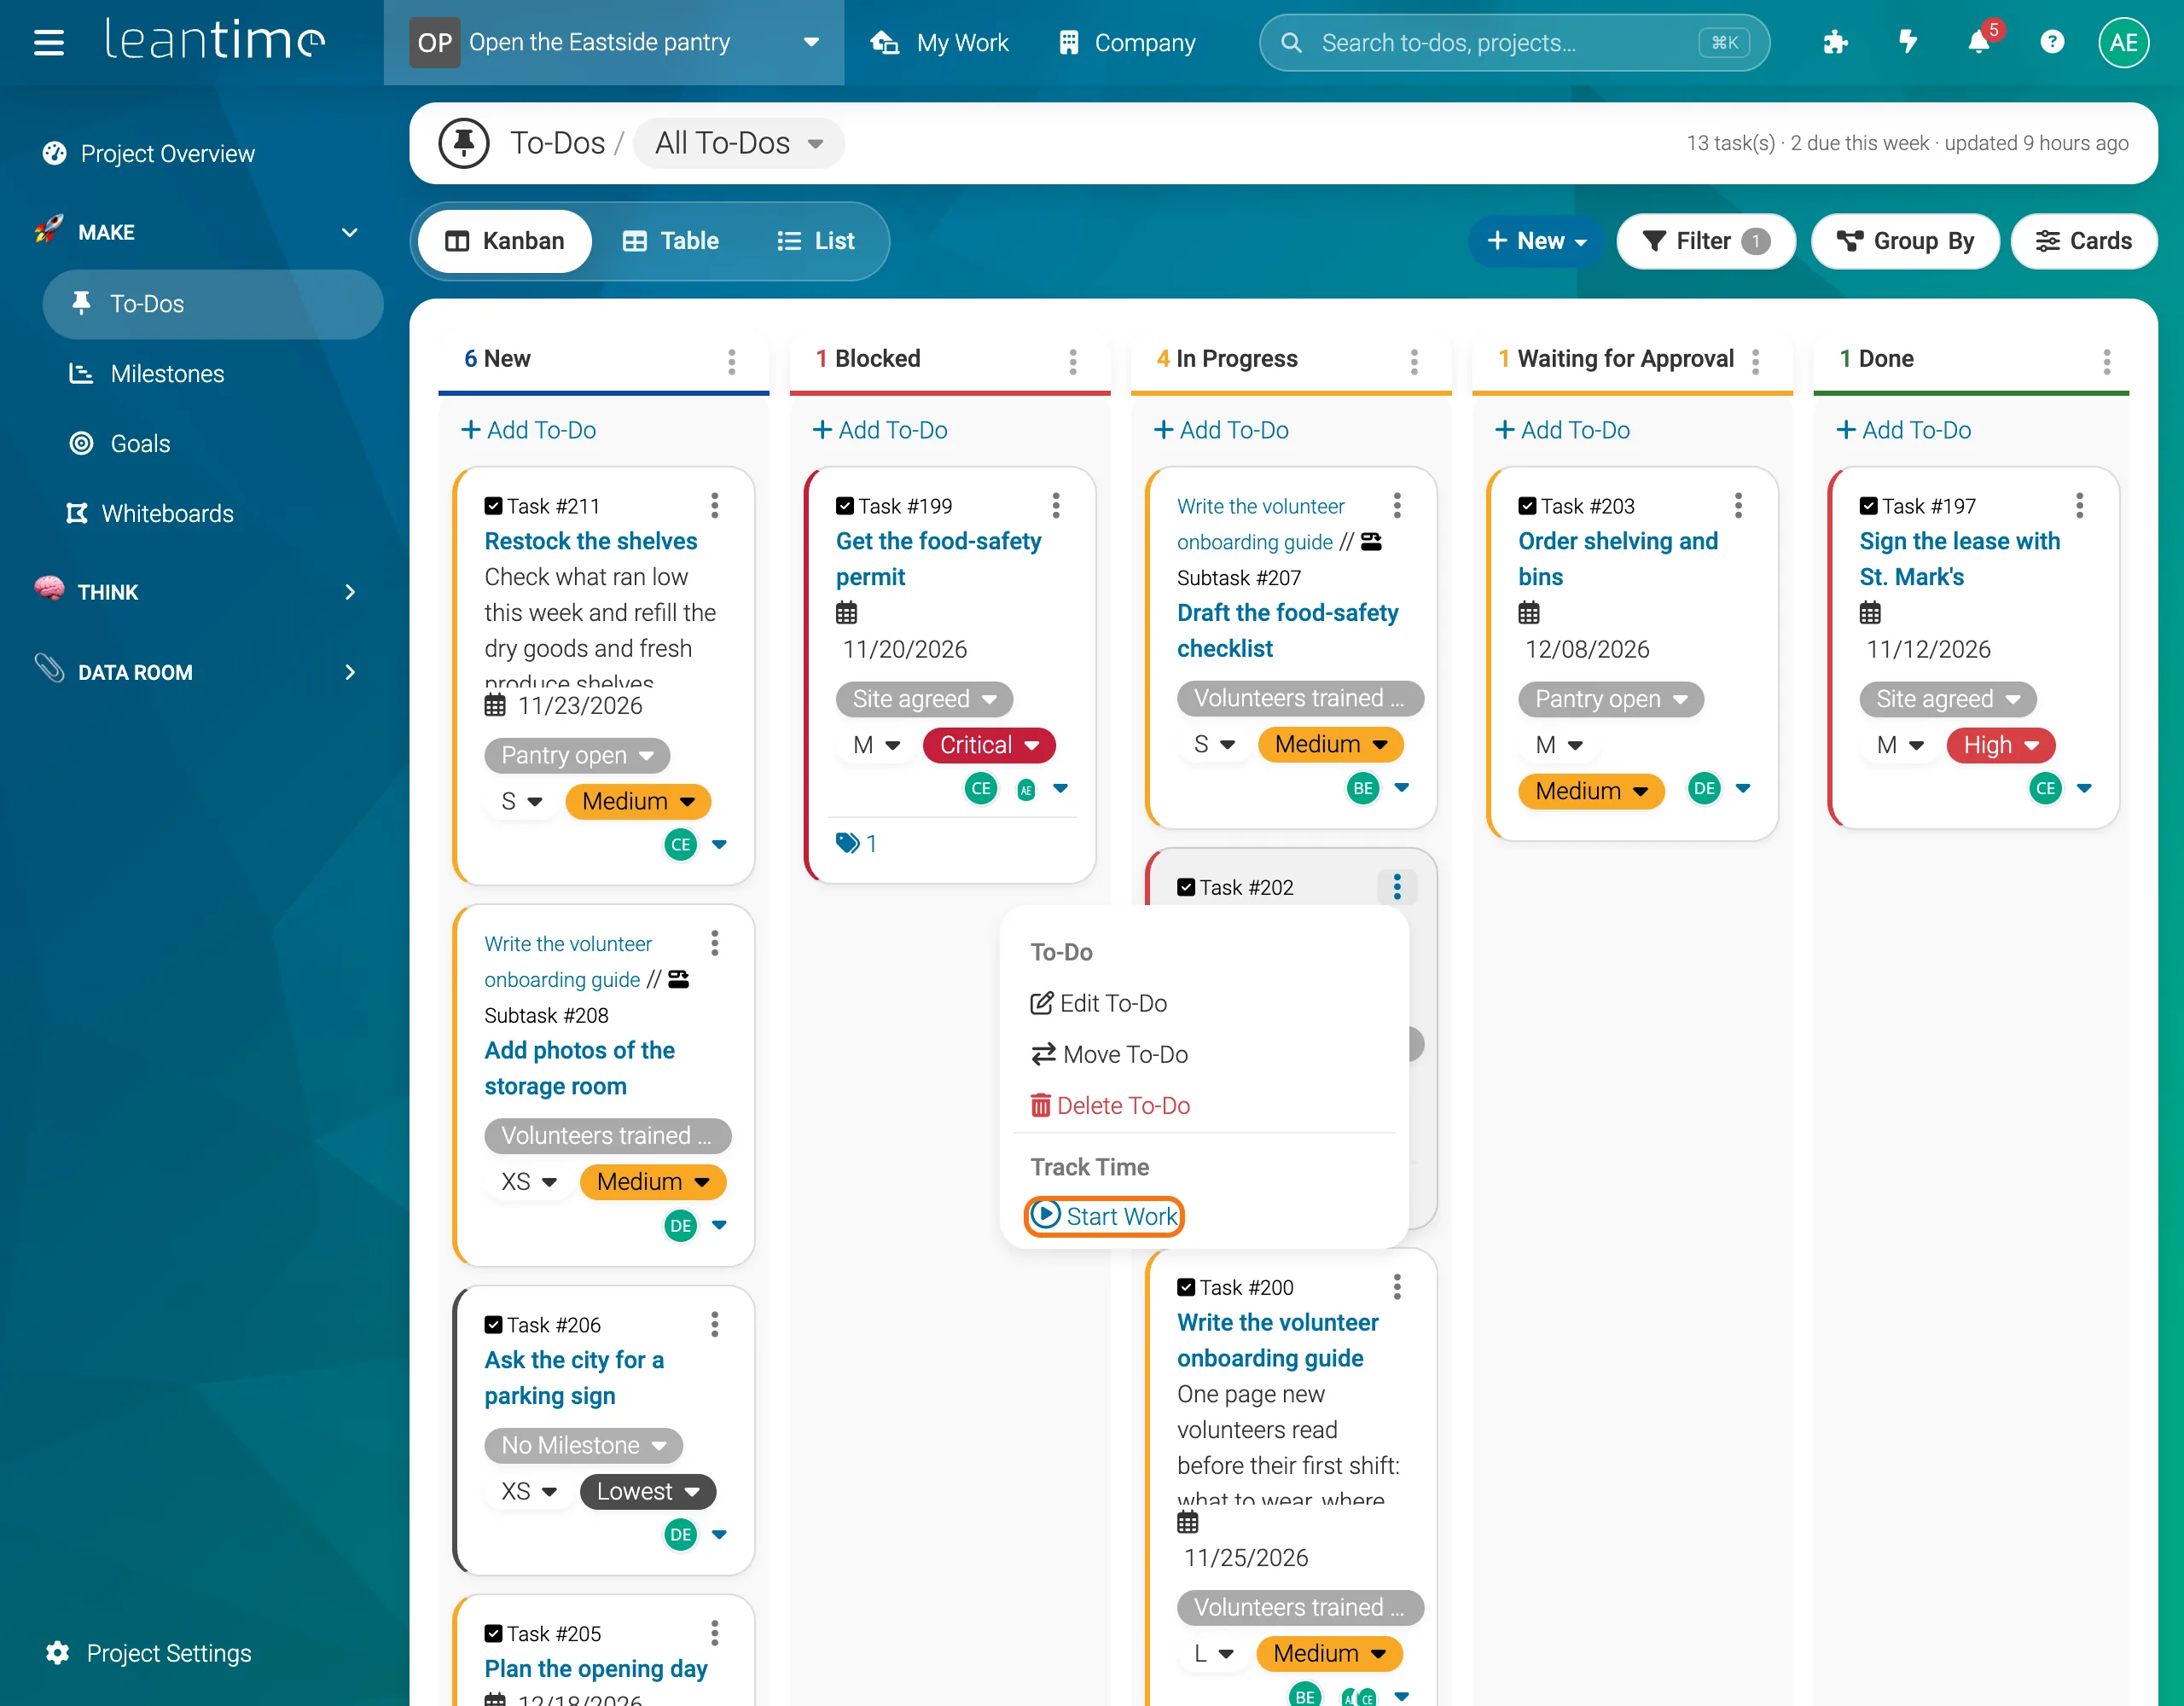 leantime
OP Open the Eastside pantry
My Work
Company
Search to-dos, projects...
⌘K
5
AE
Project Overview
MAKE
To-Dos
Milestones
Goals
Whiteboards
THINK
DATA ROOM
Project Settings
To-Dos / All To-Dos
13 task(s) · 2 due this week · updated 9 hours ago
Kanban
Table
List
+ New
Filter 1
Group By
Cards
6 New
+ Add To-Do
Task #211
Restock the shelves
Check what ran low
this week and refill the
dry goods and fresh
produce shelves
11/23/2026
Pantry open
S Medium
CE
Write the volunteer
onboarding guide //
Subtask #208
Add photos of the
storage room
Volunteers trained ...
XS Medium
DE
Task #206
Ask the city for a
parking sign
No Milestone
XS Lowest
DE
Task #205
Plan the opening day
12/18/2026
1 Blocked
+ Add To-Do
Task #199
Get the food-safety
permit
11/20/2026
Site agreed
M Critical
CE AE
1
4 In Progress
+ Add To-Do
Write the volunteer
onboarding guide //
Subtask #207
Draft the food-safety
checklist
Volunteers trained ...
S Medium
BE
Task #202
To-Do
Edit To-Do
Move To-Do
Delete To-Do
Track Time
Start Work
Task #200
Write the volunteer
onboarding guide
One page new
volunteers read
before their first shift:
what to wear, where
11/25/2026
Volunteers trained ...
L Medium
BE CE
1 Waiting for Approval
+ Add To-Do
Task #203
Order shelving and
bins
12/08/2026
Pantry open
M
Medium DE
1 Done
+ Add To-Do
Task #197
Sign the lease with
St. Mark's
11/12/2026
Site agreed
M High
CE